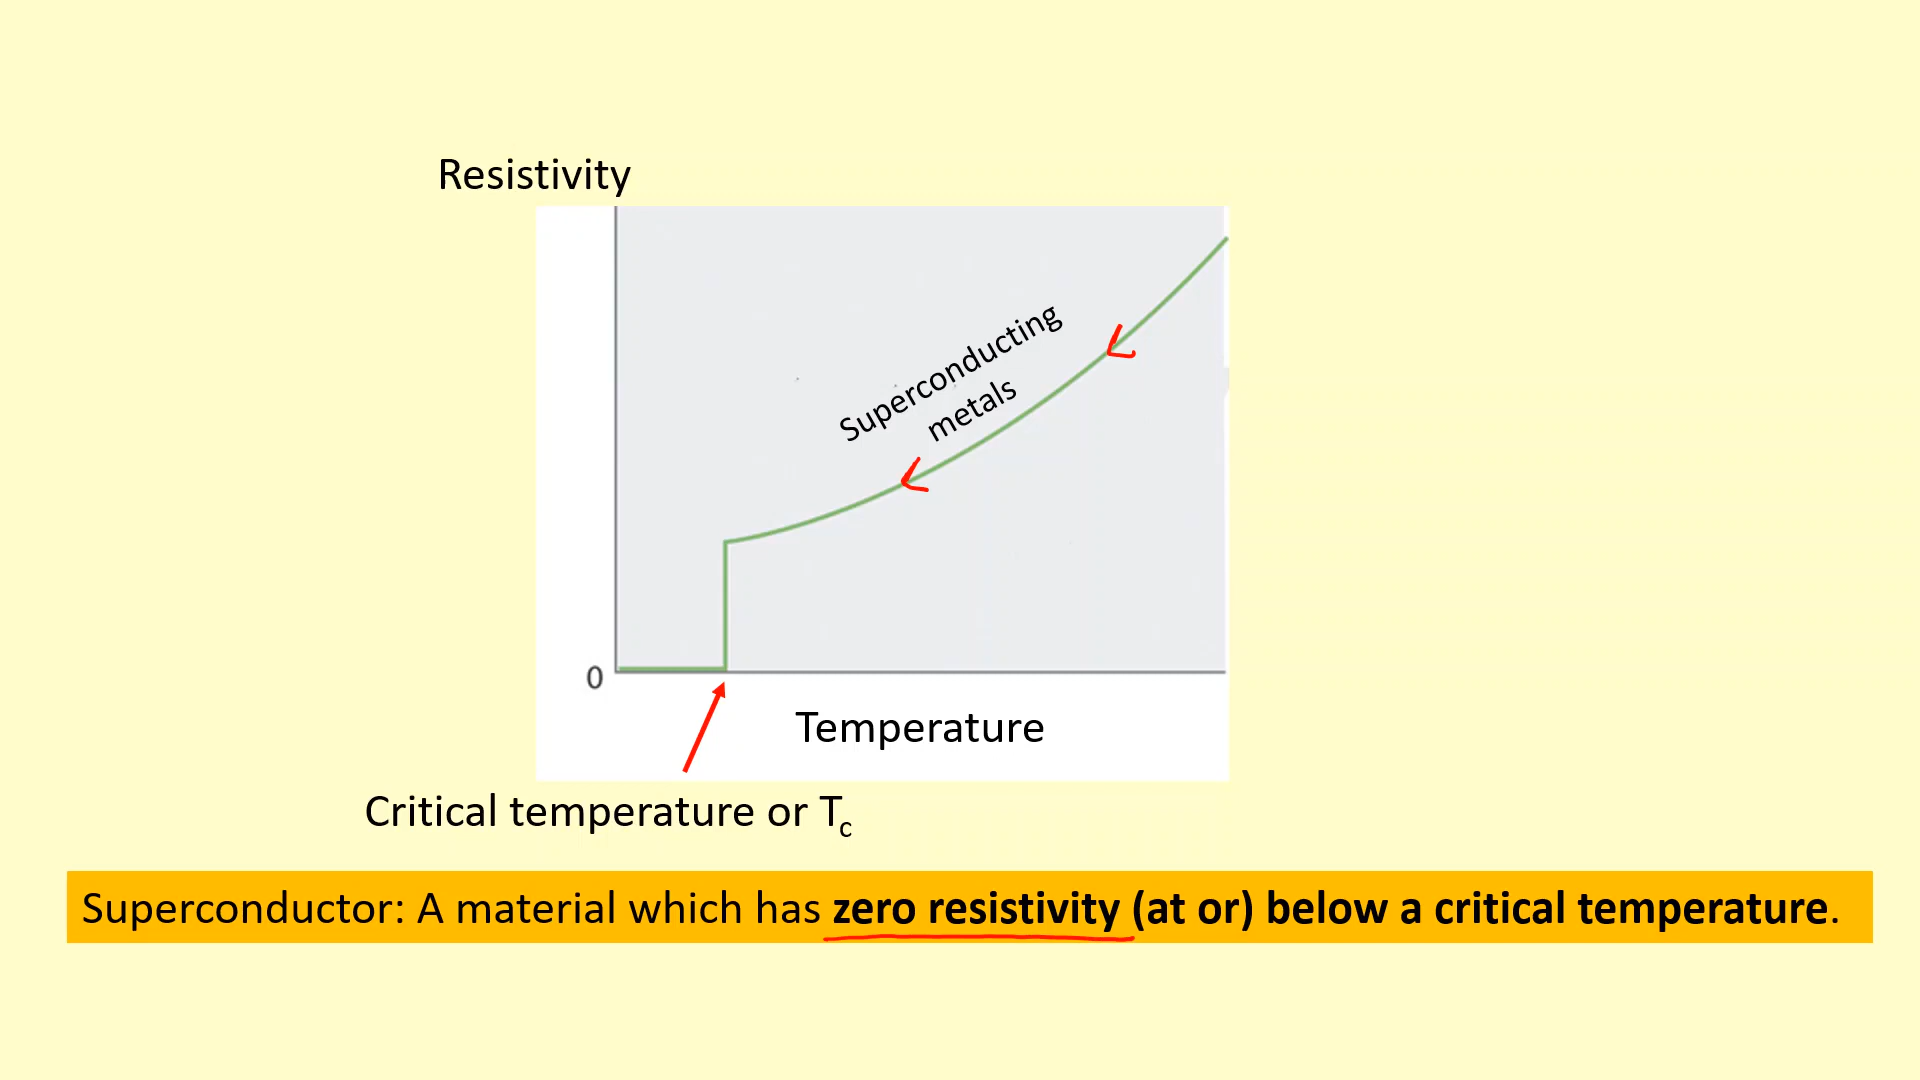 Resistivity
Superconducting
metals
0
Temperature
Critical temperature or Tc
Superconductor: A material which has zero resistivity (at or) below a critical temperature.